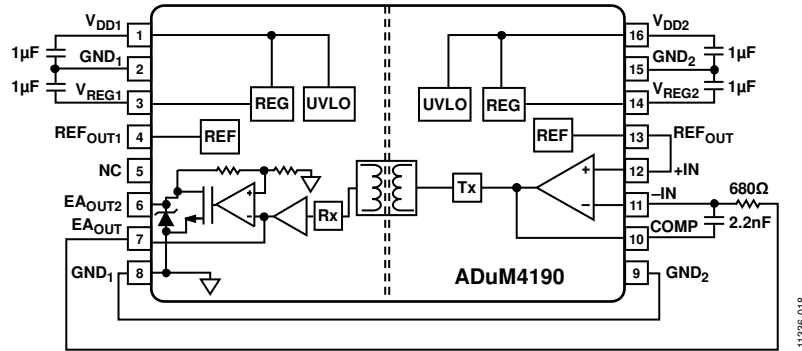 VDD1
1
1µF
GND1
2
1µF
VREG1
3
REFOUT1
4
NC
5
EAOUT2
6
EAOUT
7
GND1
8
REG
UVLO
REF
+
−
Rx
Tx
UVLO
REG
REF
+
−
ADuM4190
16
VDD2
1µF
15
GND2
1µF
14
VREG2
13
REFOUT
12
+IN
11
–IN
680Ω
10
COMP
2.2nF
9
GND2
11336-018